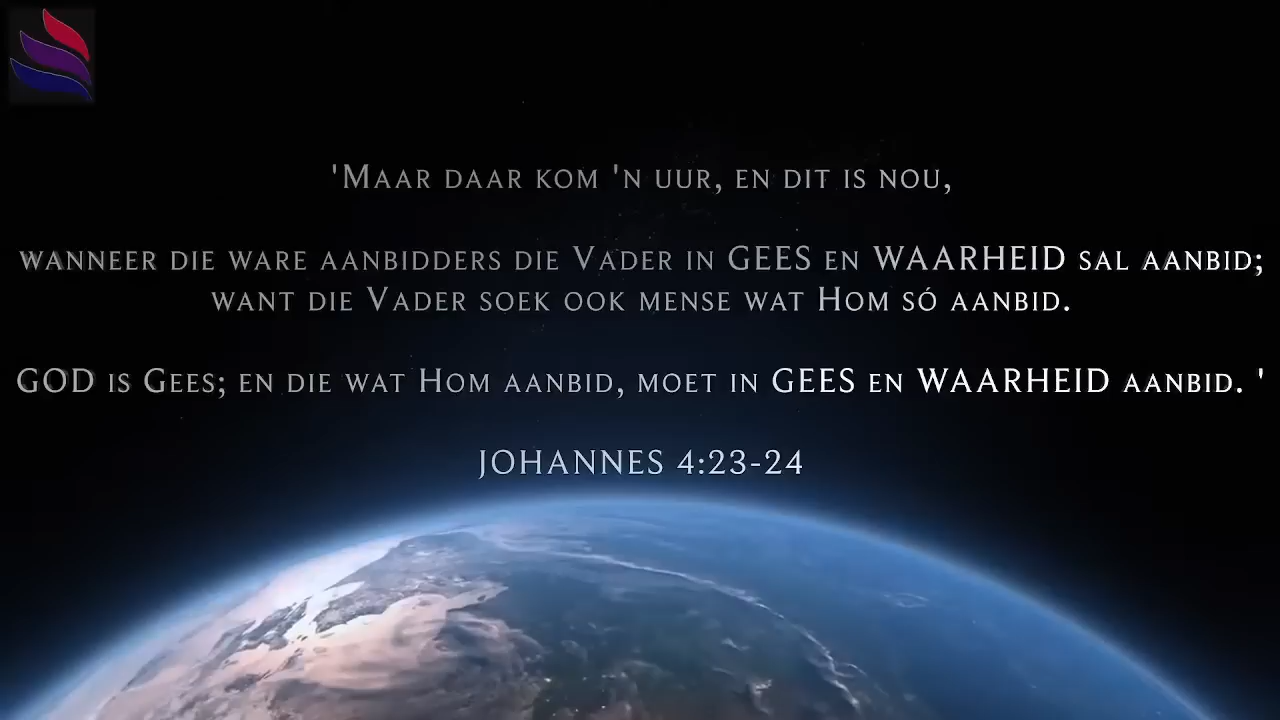 'Maar daar kom 'n uur, en dit is nou,
wanneer die ware aanbidders die Vader in GEES en WAARHEID sal aanbid;
want die Vader soek ook mense wat Hom só aanbid.
GOD is Gees; en die wat Hom aanbid, moet in GEES en WAARHEID aanbid. '
JOHANNES 4:23-24